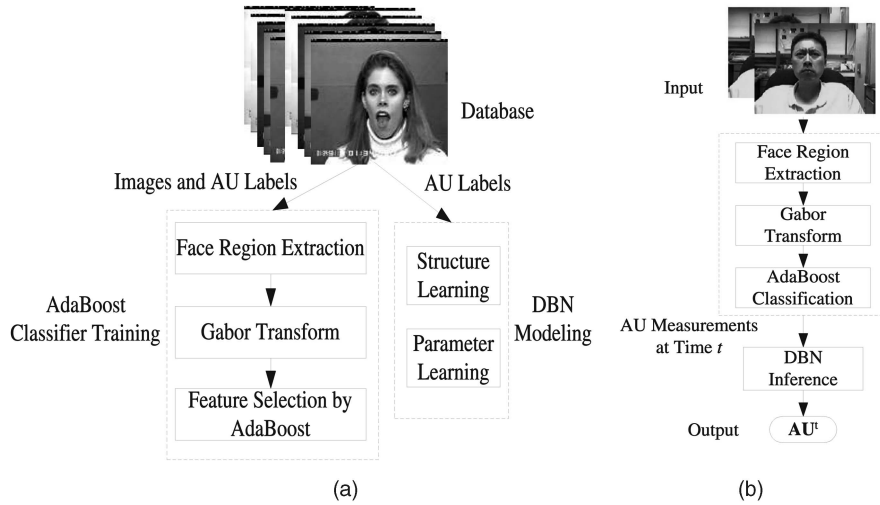 Database
Images and AU Labels
AU Labels
Face Region Extraction
Gabor Transform
Feature Selection by
AdaBoost
AdaBoost
Classifier Training
Structure
Learning
Parameter
Learning
DBN
Modeling
(a)
Input
Face Region
Extraction
Gabor
Transform
AdaBoost
Classification
AU Measurements
at Time t
DBN
Inference
Output
AUᵗ
(b)